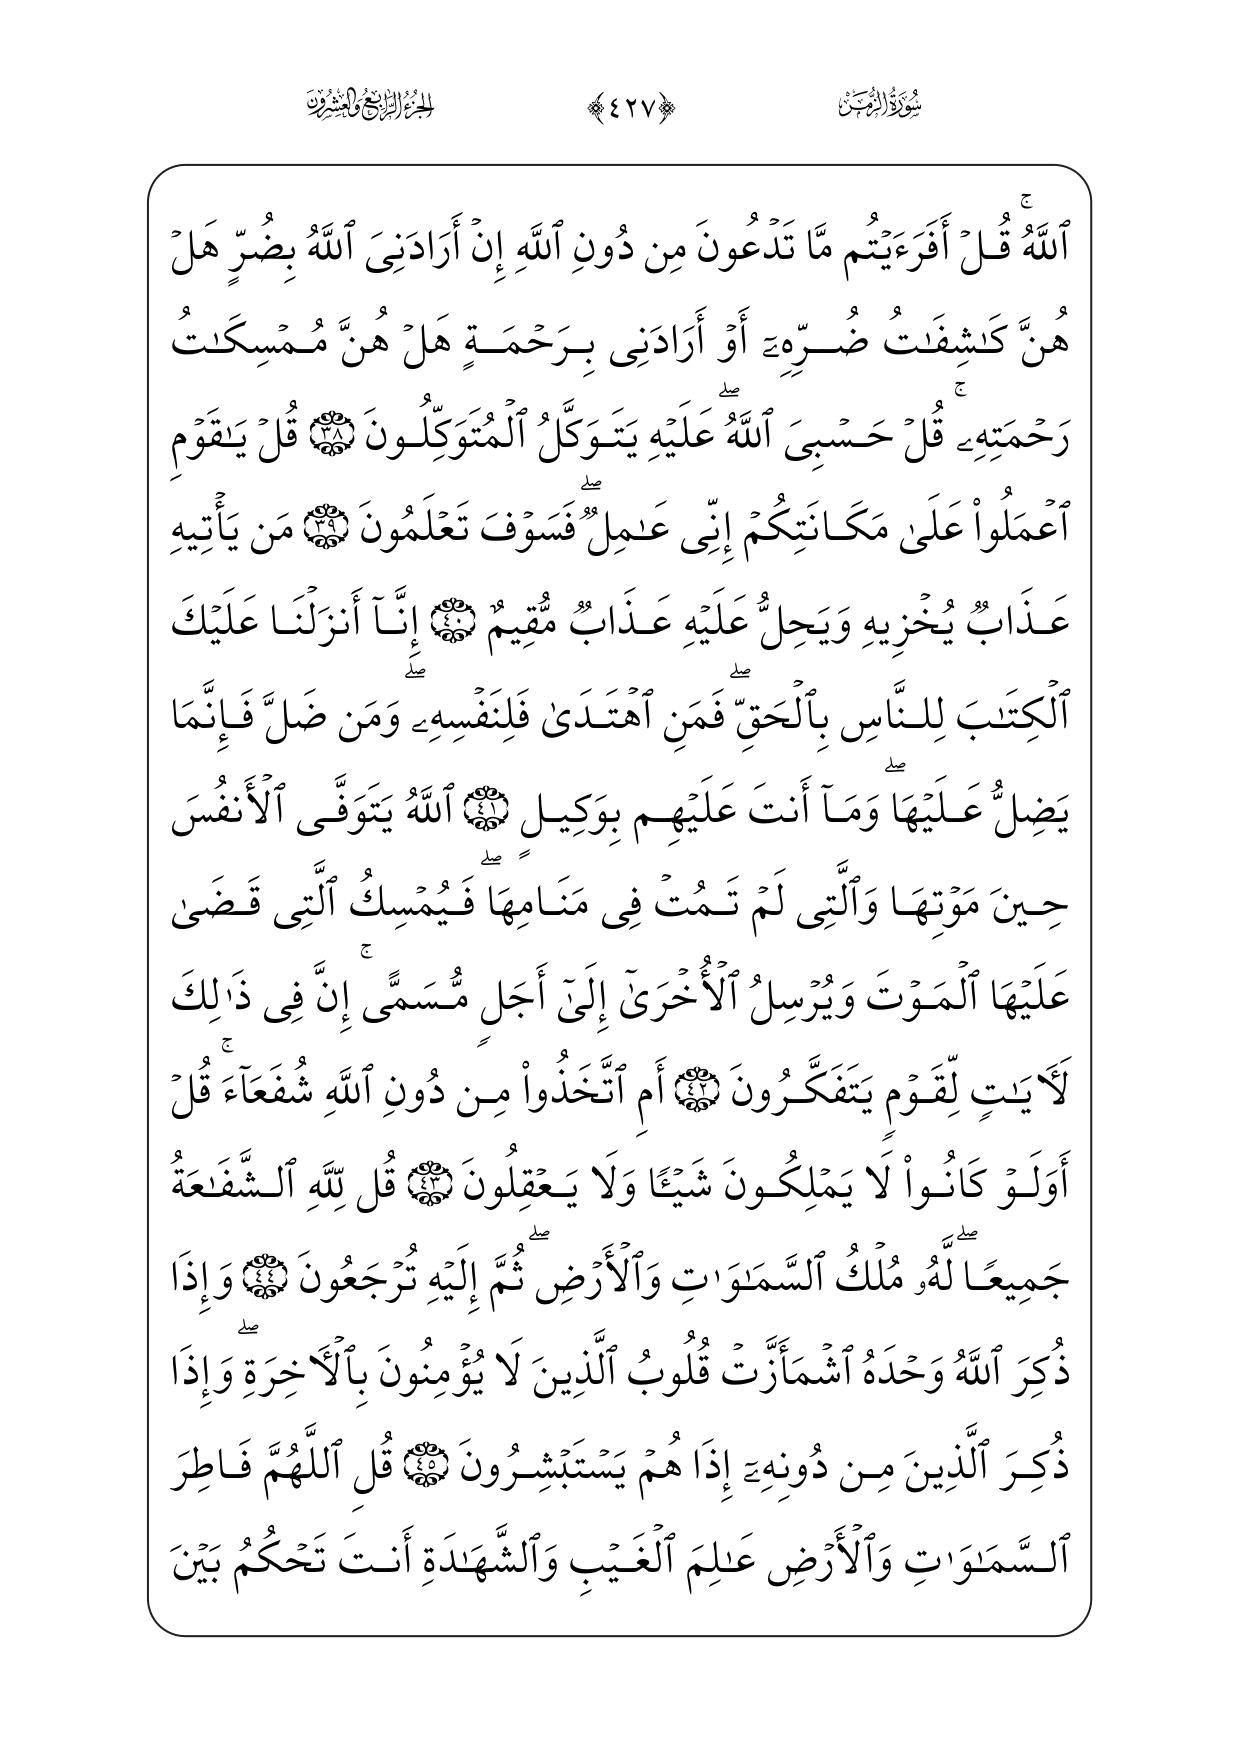 سُورَةُ الزُّمَر ﴿٤٢٧﴾ الجُزْءُ الرَّابِعُ وَالعِشْرُونَ
ٱللَّهُۚ قُلۡ أَفَرَءَيۡتُم مَّا تَدۡعُونَ مِن دُونِ ٱللَّهِ إِنۡ أَرَادَنِىَ ٱللَّهُ بِضُرٍّ هَلۡ
هُنَّ كَـٰشِفَـٰتُ ضُرِّهِۦٓ أَوۡ أَرَادَنِى بِرَحۡمَةٍ هَلۡ هُنَّ مُمۡسِكَـٰتُ
رَحۡمَتِهِۦۚ قُلۡ حَسۡبِىَ ٱللَّهُۖ عَلَيۡهِ يَتَوَكَّلُ ٱلۡمُتَوَكِّلُونَ ٣٨ قُلۡ يَـٰقَوۡمِ
ٱعۡمَلُواْ عَلَىٰ مَكَانَتِكُمۡ إِنِّى عَـٰمِلٌۖ فَسَوۡفَ تَعۡلَمُونَ ٣٩ مَن يَأۡتِيهِ
عَذَابٌ يُخۡزِيهِ وَيَحِلُّ عَلَيۡهِ عَذَابٌ مُّقِيمٌ ٤٠ إِنَّآ أَنزَلۡنَا عَلَيۡكَ
ٱلۡكِتَـٰبَ لِلنَّاسِ بِٱلۡحَقِّۖ فَمَنِ ٱهۡتَدَىٰ فَلِنَفۡسِهِۦۖ وَمَن ضَلَّ فَإِنَّمَا
يَضِلُّ عَلَيۡهَاۖ وَمَآ أَنتَ عَلَيۡهِم بِوَكِيلٍ ٤١ ٱللَّهُ يَتَوَفَّى ٱلۡأَنفُسَ
حِينَ مَوۡتِهَا وَٱلَّتِى لَمۡ تَمُتۡ فِى مَنَامِهَاۖ فَيُمۡسِكُ ٱلَّتِى قَضَىٰ
عَلَيۡهَا ٱلۡمَوۡتَ وَيُرۡسِلُ ٱلۡأُخۡرَىٰٓ إِلَىٰٓ أَجَلٍ مُّسَمًّىۚ إِنَّ فِى ذَٰلِكَ
لَأَيَـٰتٍ لِّقَوۡمٍ يَتَفَكَّرُونَ ٤٢ أَمِ ٱتَّخَذُواْ مِن دُونِ ٱللَّهِ شُفَعَآءَۚ قُلۡ
أَوَلَوۡ كَانُواْ لَا يَمۡلِكُونَ شَيۡـًٔا وَلَا يَعۡقِلُونَ ٤٣ قُل لِّلَّهِ ٱلشَّفَـٰعَةُ
جَمِيعًاۖ لَّهُۥ مُلۡكُ ٱلسَّمَـٰوَٰتِ وَٱلۡأَرۡضِۖ ثُمَّ إِلَيۡهِ تُرۡجَعُونَ ٤٤ وَإِذَا
ذُكِرَ ٱللَّهُ وَحۡدَهُ ٱشۡمَأَزَّتۡ قُلُوبُ ٱلَّذِينَ لَا يُؤۡمِنُونَ بِٱلۡأَخِرَةِۖ وَإِذَا
ذُكِرَ ٱلَّذِينَ مِن دُونِهِۦٓ إِذَا هُمۡ يَسۡتَبۡشِرُونَ ٤٥ قُلِ ٱللَّهُمَّ فَاطِرَ
ٱلسَّمَـٰوَٰتِ وَٱلۡأَرۡضِ عَـٰلِمَ ٱلۡغَيۡبِ وَٱلشَّهَـٰدَةِ أَنتَ تَحۡكُمُ بَيۡنَ